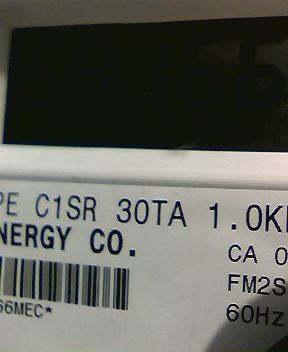 PE C1SR 30TA 1.0K
NERGY CO.
CA 0
FM2S
66MEC*
60Hz